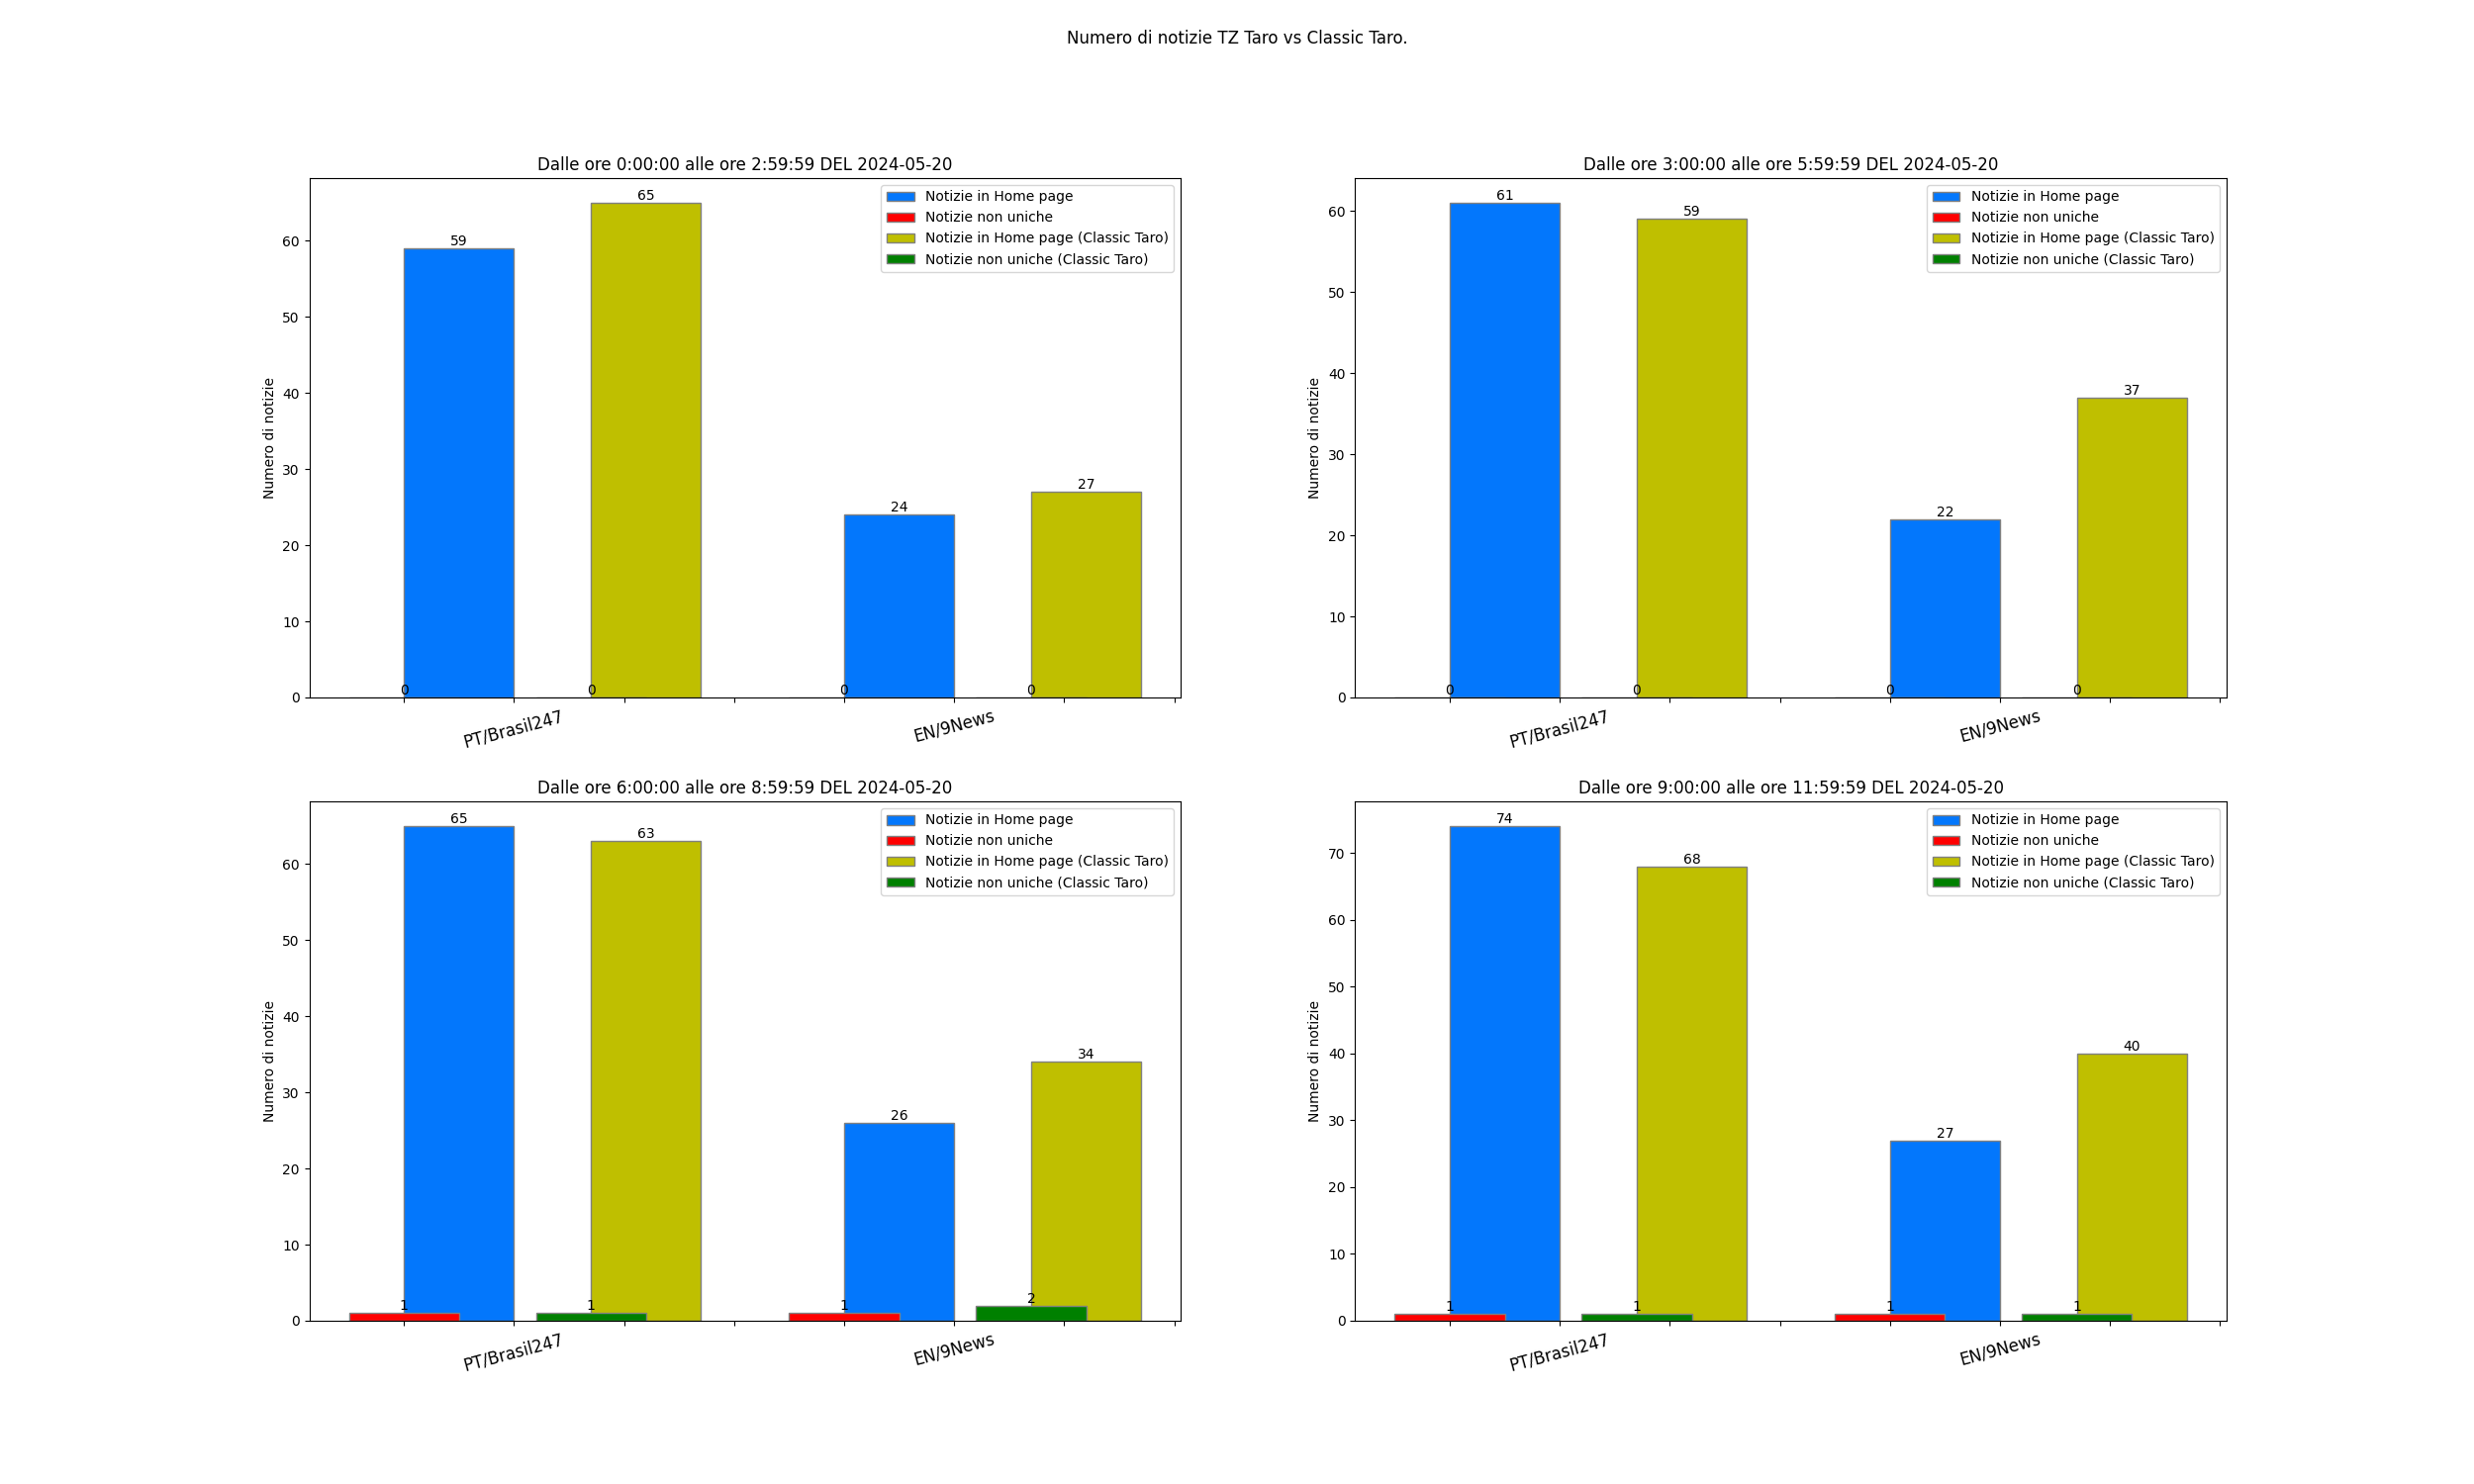 Numero di notizie TZ Taro vs Classic Taro.
Dalle ore 0:00:00 alle ore 2:59:59 DEL 2024-05-20
Numero di notizie
60
50
40
30
20
10
0
59
65
24
27
0
0
0
0
Notizie in Home page
Notizie non uniche
Notizie in Home page (Classic Taro)
Notizie non uniche (Classic Taro)
PT/Brasil247
EN/9News
Dalle ore 3:00:00 alle ore 5:59:59 DEL 2024-05-20
Numero di notizie
60
50
40
30
20
10
0
61
59
22
37
0
0
0
0
Notizie in Home page
Notizie non uniche
Notizie in Home page (Classic Taro)
Notizie non uniche (Classic Taro)
PT/Brasil247
EN/9News
Dalle ore 6:00:00 alle ore 8:59:59 DEL 2024-05-20
Numero di notizie
60
50
40
30
20
10
0
65
63
26
34
1
1
1
2
Notizie in Home page
Notizie non uniche
Notizie in Home page (Classic Taro)
Notizie non uniche (Classic Taro)
PT/Brasil247
EN/9News
Dalle ore 9:00:00 alle ore 11:59:59 DEL 2024-05-20
Numero di notizie
70
60
50
40
30
20
10
0
74
68
27
40
1
1
1
1
Notizie in Home page
Notizie non uniche
Notizie in Home page (Classic Taro)
Notizie non uniche (Classic Taro)
PT/Brasil247
EN/9News